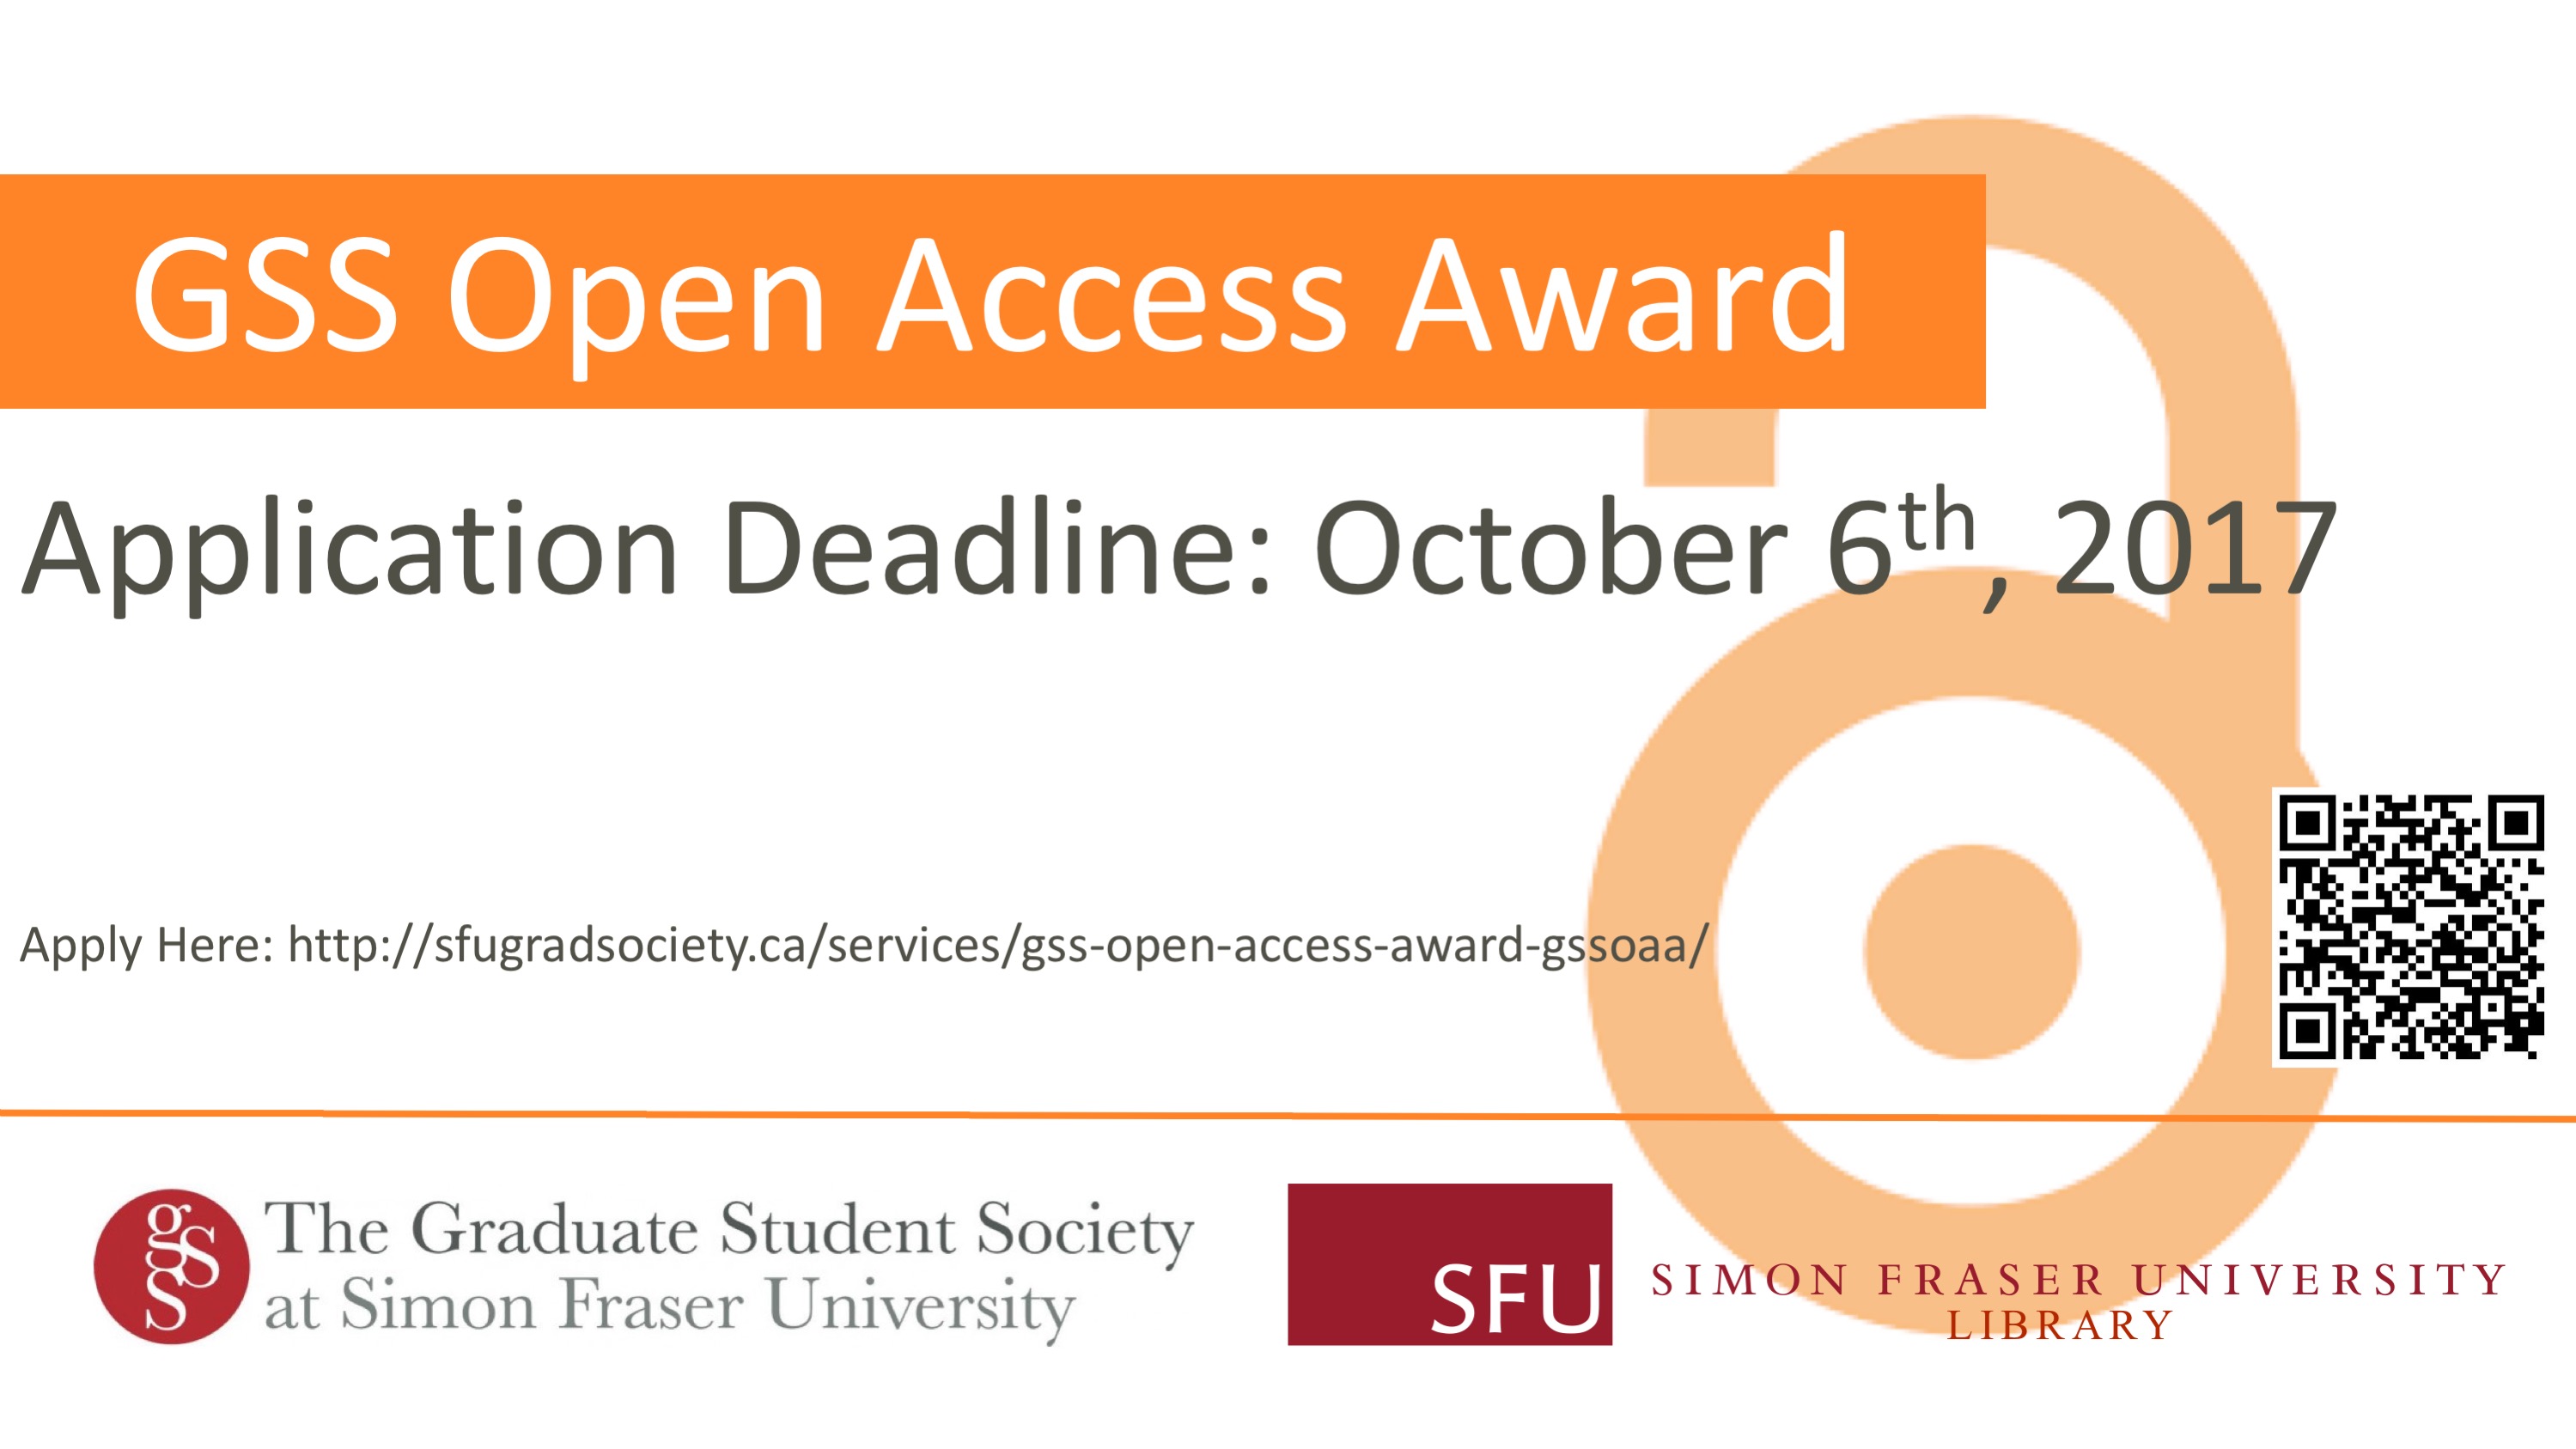 GSS Open Access Award
Application Deadline: October 6th, 2017
Apply Here: http://sfugradsociety.ca/services/gss-open-access-award-gssoaa/
gss
The Graduate Student Society
at Simon Fraser University
SFU
SIMON FRASER UNIVERSITY
LIBRARY